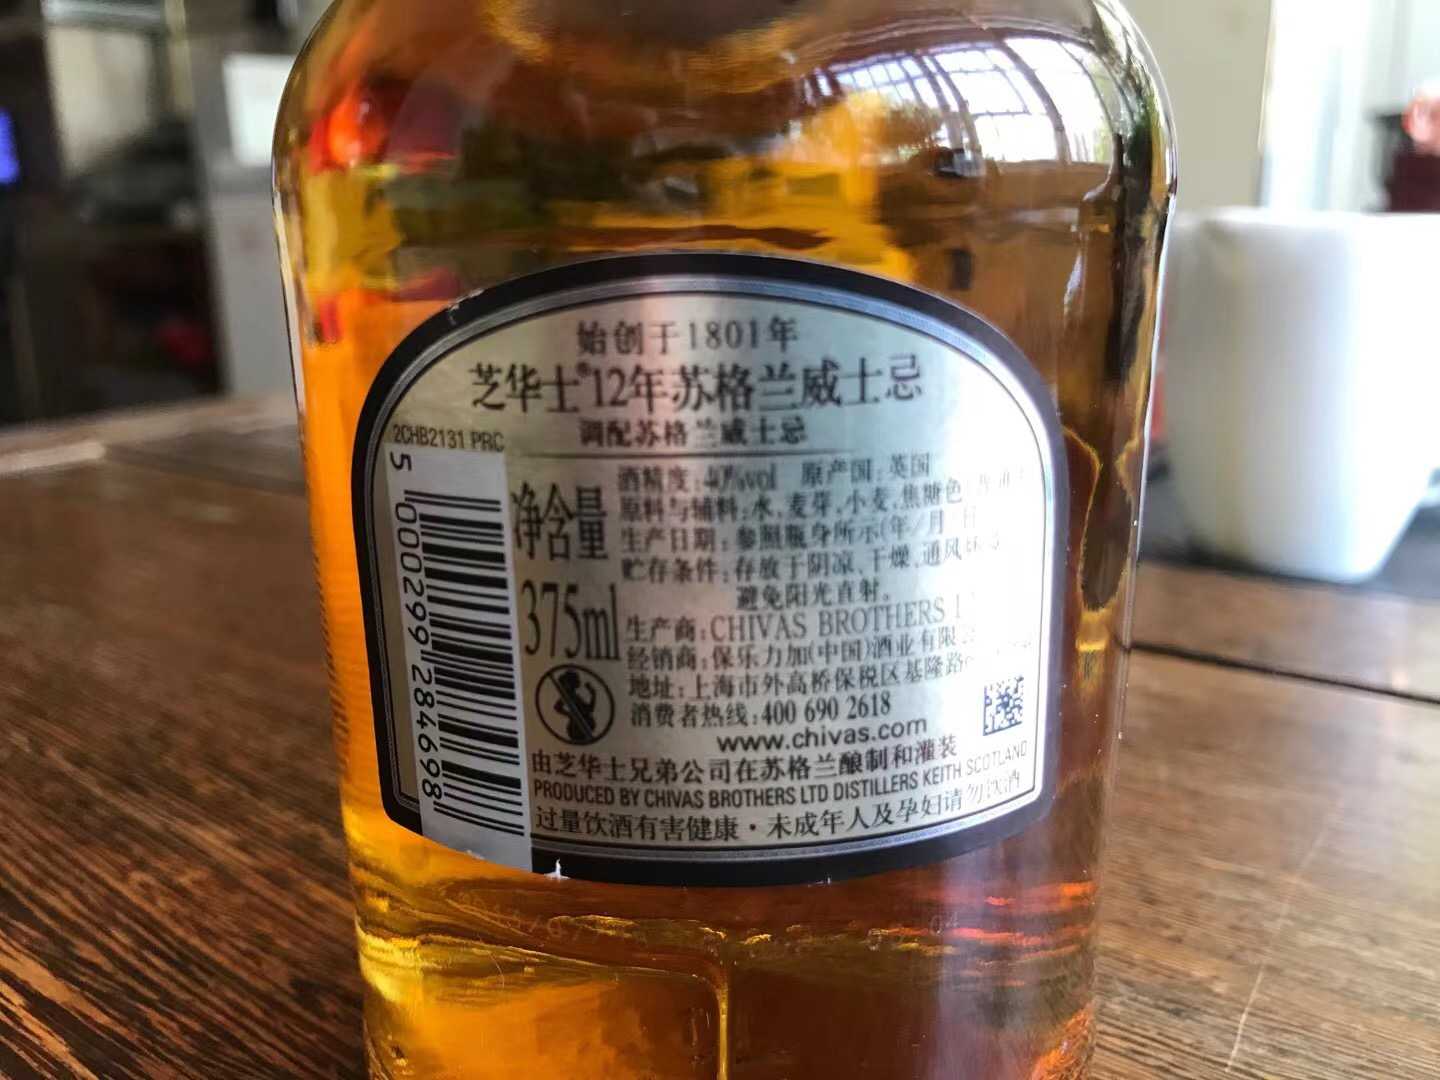 始创于1801年
芝华士®12年苏格兰威士忌
调配苏格兰威士忌
2CHB2131 PRC
5 000299 284698
净含量
375ml
酒精度:40%vol 原产国:英国
原料与辅料:水,麦芽,小麦,焦糖色
生产日期:参照瓶身所示(年/月/日
贮存条件:存放于阴凉、干燥、通风
避免阳光直射。
生产商:CHIVAS BROTHERS
经销商:保乐力加(中国)酒业有限
地址:上海市外高桥保税区基隆路
消费者热线:400 690 2618
www.chivas.com
由芝华士兄弟公司在苏格兰酿制和灌装
PRODUCED BY CHIVAS BROTHERS LTD DISTILLERS KEITH SCOTLAND
过量饮酒有害健康·未成年人及孕妇请勿饮酒